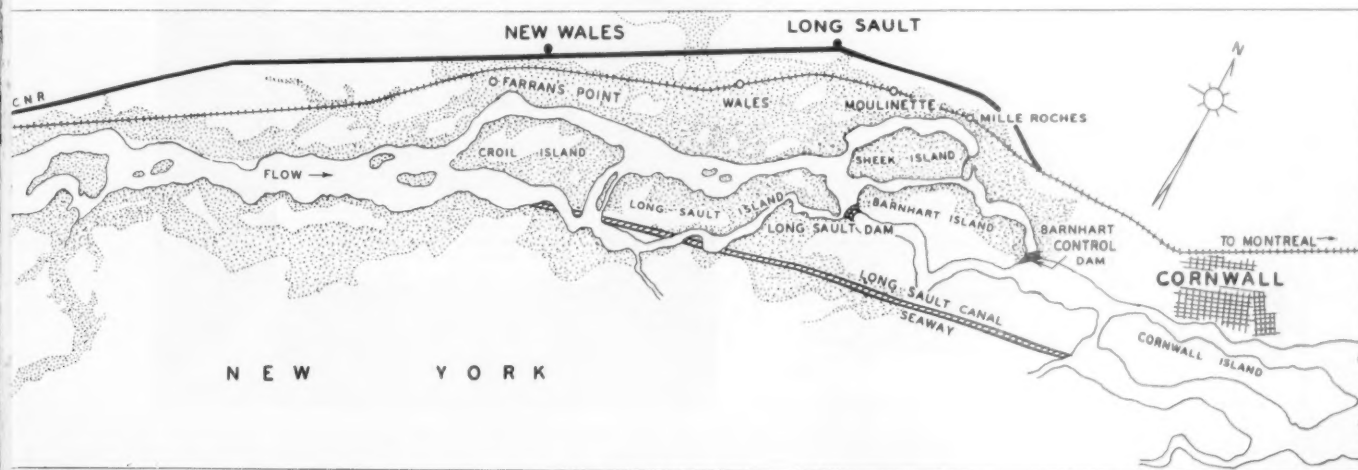 NEW WALES
LONG SAULT
N
C N R
FARRANS POINT
WALES
MOULINETTE
MILLE ROCHES
CROIL ISLAND
SHEEK ISLAND
FLOW →
LONG SAULT ISLAND
BARNHART ISLAND
LONG SAULT DAM
BARNHART
CONTROL
DAM
TO MONTREAL→
CORNWALL
LONG SAULT CANAL
SEAWAY
CORNWALL ISLAND
NEW YORK